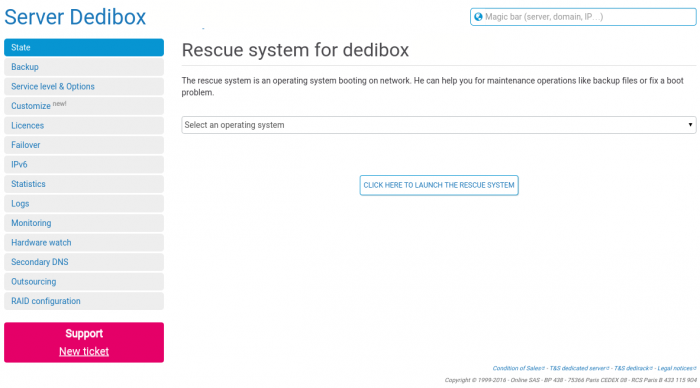 Server Dedibox
Magic bar (server, domain, IP...)
State
Backup
Service level & Options
Customize new!
Licences
Failover
IPv6
Statistics
Logs
Monitoring
Hardware watch
Secondary DNS
Outsourcing
RAID configuration
Support
New ticket
Rescue system for dedibox
The rescue system is an operating system booting on network. He can help you for maintenance operations like backup files or fix a boot
problem.
Select an operating system
CLICK HERE TO LAUNCH THE RESCUE SYSTEM
Condition of Sales - T&S dedicated server - T&S dedirack - Legal notices
Copyright © 1999-2016 - Online SAS - BP 438 - 75366 Paris CEDEX 08 - RCS Paris B 433 115 904